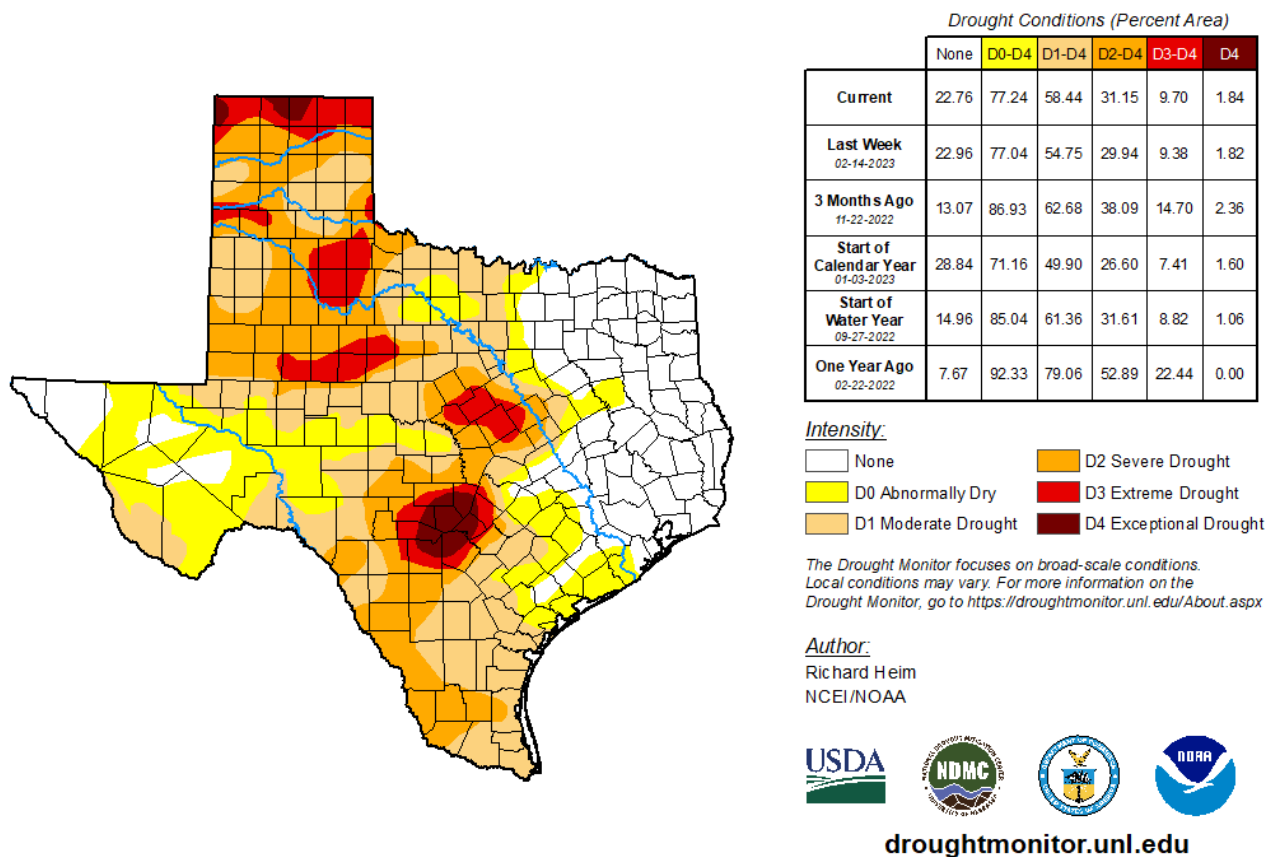 Drought Conditions (Percent Area)
None D0-D4 D1-D4 D2-D4 D3-D4 D4
Current 22.76 77.24 58.44 31.15 9.70 1.84
Last Week
02-14-2023 22.96 77.04 54.75 29.94 9.38 1.82
3 Months Ago
11-22-2022 13.07 86.93 62.68 38.09 14.70 2.36
Start of
Calendar Year
01-03-2023 28.84 71.16 49.90 26.60 7.41 1.60
Start of
Water Year
09-27-2022 14.96 85.04 61.36 31.61 8.82 1.06
One Year Ago
02-22-2022 7.67 92.33 79.06 52.89 22.44 0.00
Intensity:
None
D0 Abnormally Dry
D1 Moderate Drought
D2 Severe Drought
D3 Extreme Drought
D4 Exceptional Drought
The Drought Monitor focuses on broad-scale conditions.
Local conditions may vary. For more information on the
Drought Monitor, go to https://droughtmonitor.unl.edu/About.aspx
Author:
Richard Heim
NCEI/NOAA
USDA
NDMC
NOAA
droughtmonitor.unl.edu